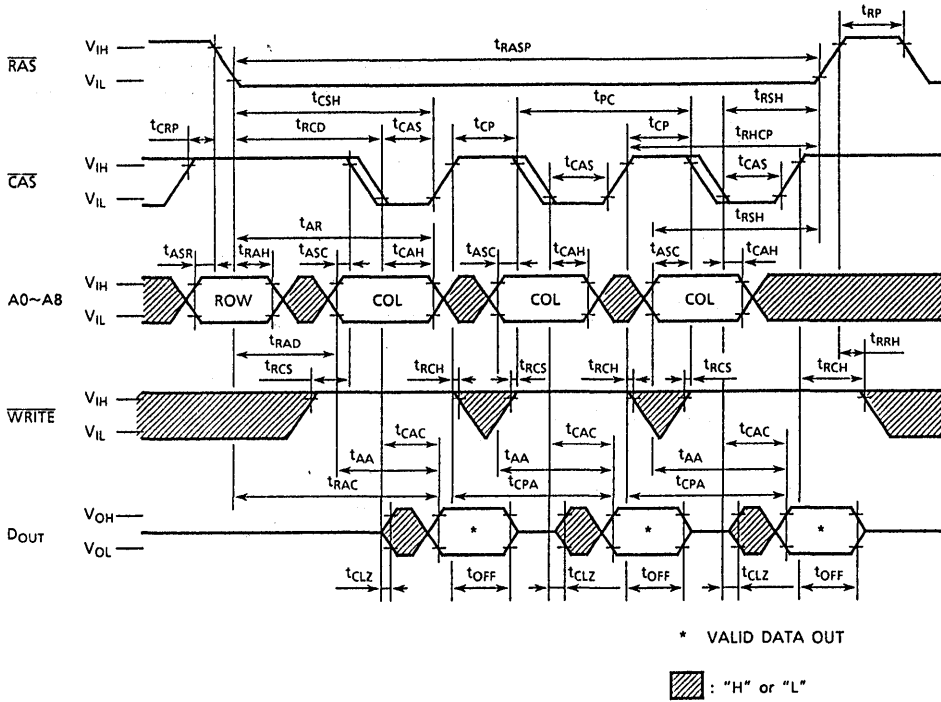 tRP
RAS
VIH
VIL
tRASP
tCSH
tPC
tRSH
tCRP
tRCD
tCAS
tCP
tCP
tRHCP
CAS
VIH
VIL
tCAS
tCAS
tAR
tRSH
tASR
tRAH
tASC
tCAH
tASC
tCAH
tASC
tCAH
A0~A8
VIH
VIL
ROW
COL
COL
COL
tRAD
tRRH
tRCS
tRCH
tRCS
tRCH
tRCS
tRCH
WRITE
VIH
VIL
tCAC
tCAC
tCAC
tAA
tAA
tAA
tRAC
tCPA
tCPA
DOUT
VOH
VOL
*
*
*
tCLZ
tOFF
tCLZ
tOFF
tCLZ
tOFF
* VALID DATA OUT
: "H" or "L"